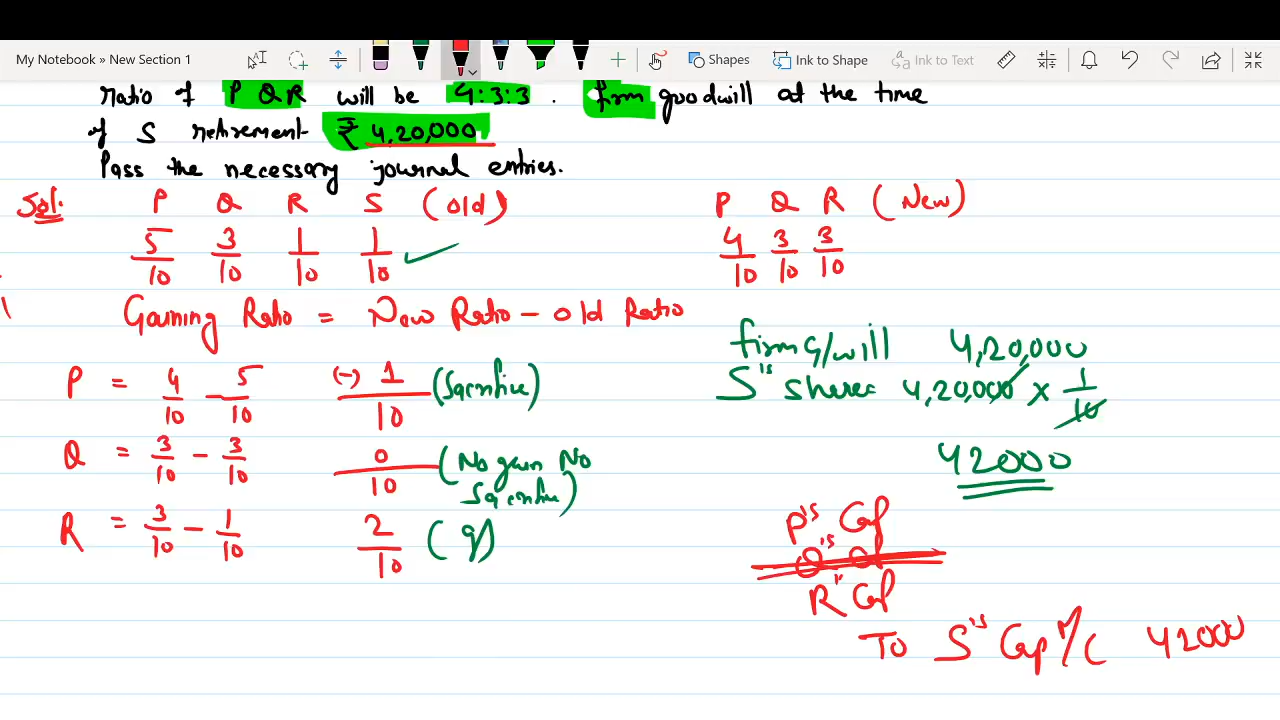 My Notebook » New Section 1
Shapes
Ink to Shape
Ink to Text
Ratio of P Q R will be 4:3:3. firm goodwill at the time
of S retirement ₹ 4,20,000
Pass the necessary journal entries.
Sol. P Q R S (old)
5/10 3/10 1/10 1/10
P Q R (New)
4/10 3/10 3/10
Gaining Ratio = New Ratio - old Ratio
P = 4/10 - 5/10 (-) 1/10 (Sacrifice)
Q = 3/10 - 3/10 0/10 (No gain No Sacrifice)
R = 3/10 - 1/10 2/10 (g)
firm G/will 4,20,000
S's share 4,20,000 × 1/10
42000
P's Cap
R's Cap
To S's Cap A/C 42000